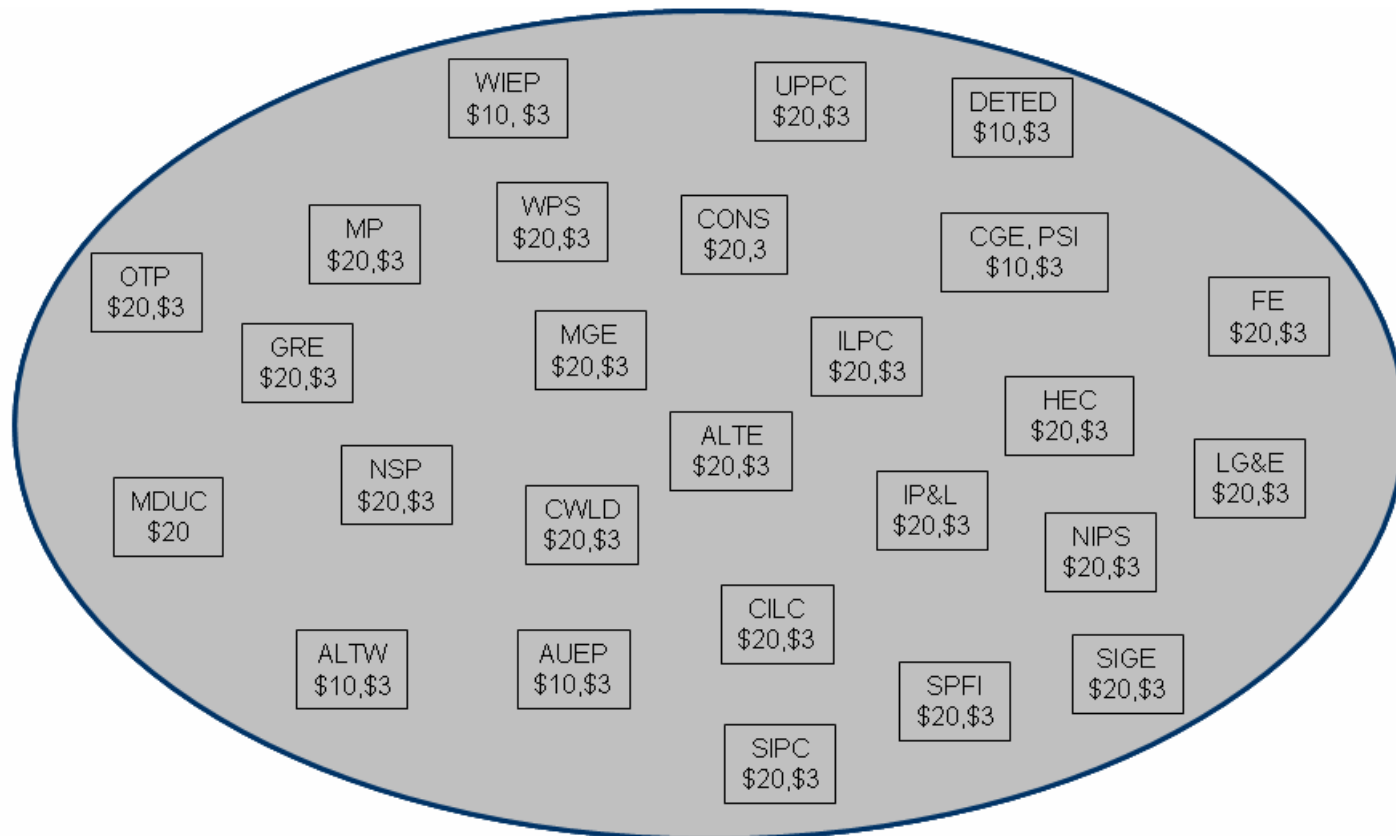 WIEP
$10, $3
UPPC
$20,$3
DETED
$10,$3
WPS
$20,$3
CONS
$20,3
MP
$20,$3
CGE, PSI
$10,$3
OTP
$20,$3
FE
$20,$3
GRE
$20,$3
MGE
$20,$3
ILPC
$20,$3
HEC
$20,$3
ALTE
$20,$3
LG&E
$20,$3
NSP
$20,$3
MDUC
$20
CWLD
$20,$3
IP&L
$20,$3
NIPS
$20,$3
CILC
$20,$3
ALTW
$10,$3
AUEP
$10,$3
SPFI
$20,$3
SIGE
$20,$3
SIPC
$20,$3